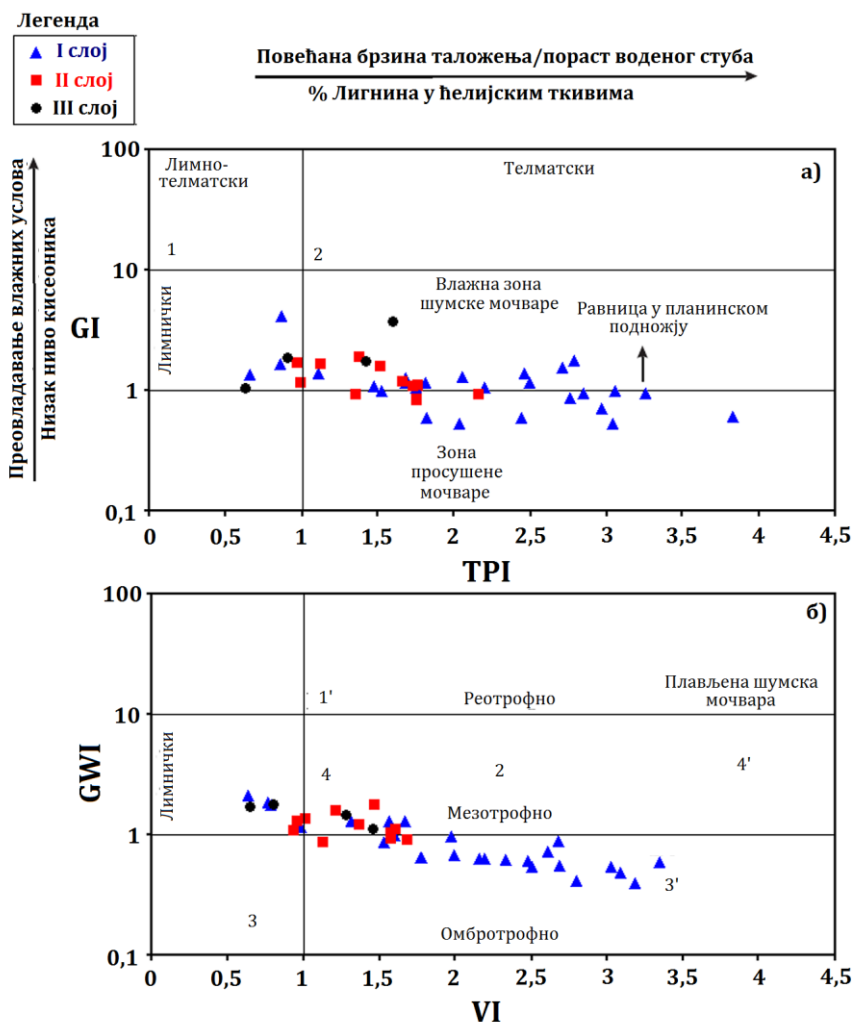 Легенда
I слој
II слој
III слој
Повећана брзина таложења/пораст воденог стуба
% Лигнина у ћелијским ткивима
Преовладавање влажних услова
Низак ниво кисеоника
GI
100
10
1
0,1
Лимно-
телматски
Телматски
а)
1
2
Лимнички
Влажна зона
шумске мочваре
Равница у планинском
подножју
Зона
просушене
мочваре
0
0,5
1
1,5
2
2,5
3
3,5
4
4,5
TPI
GWI
100
10
1
0,1
б)
Лимнички
1'
Реотрофно
Плављена шумска
мочвара
4
2
4'
Мезотрофно
3'
3
Омбротрофно
0
0,5
1
1,5
2
2,5
3
3,5
4
4,5
VI